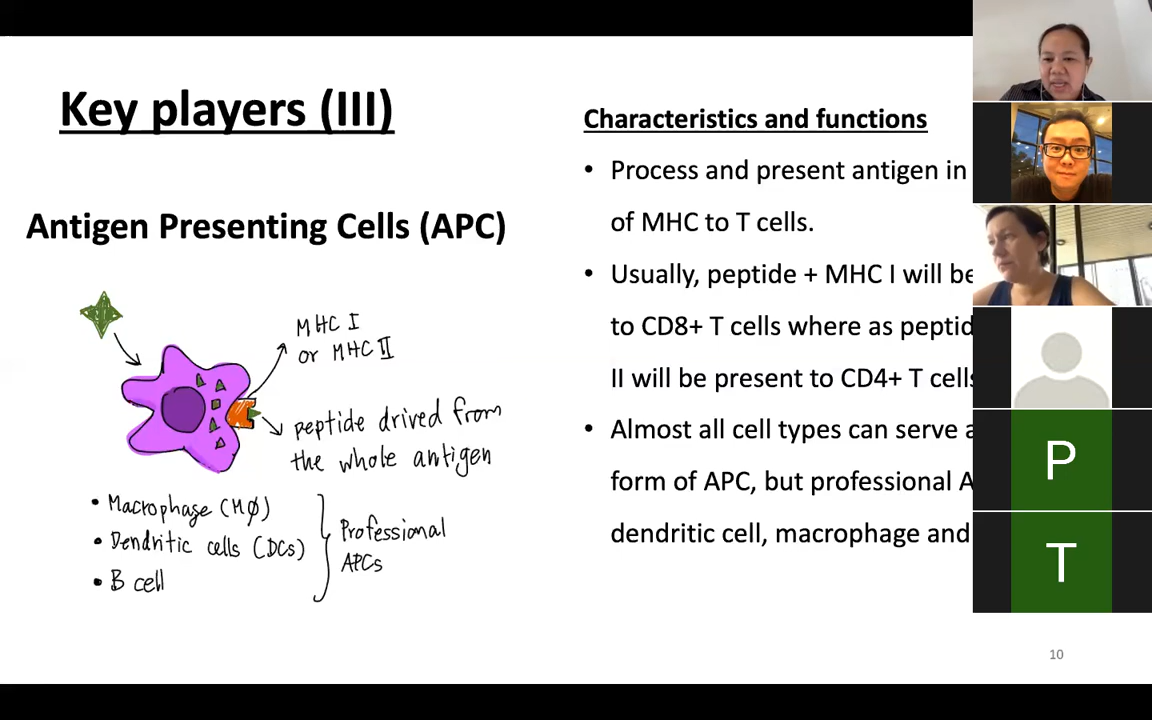 Key players (III)
Antigen Presenting Cells (APC)
MHC I
or MHC II
peptide drived from
the whole antigen
• Macrophage (MØ)
• Dendritic cells (DCs)
• B cell
Professional
APCs
Characteristics and functions
• Process and present antigen in
of MHC to T cells.
• Usually, peptide + MHC I will be
to CD8+ T cells where as peptid
II will be present to CD4+ T cells
• Almost all cell types can serve a
form of APC, but professional A
dendritic cell, macrophage and
P
T
10